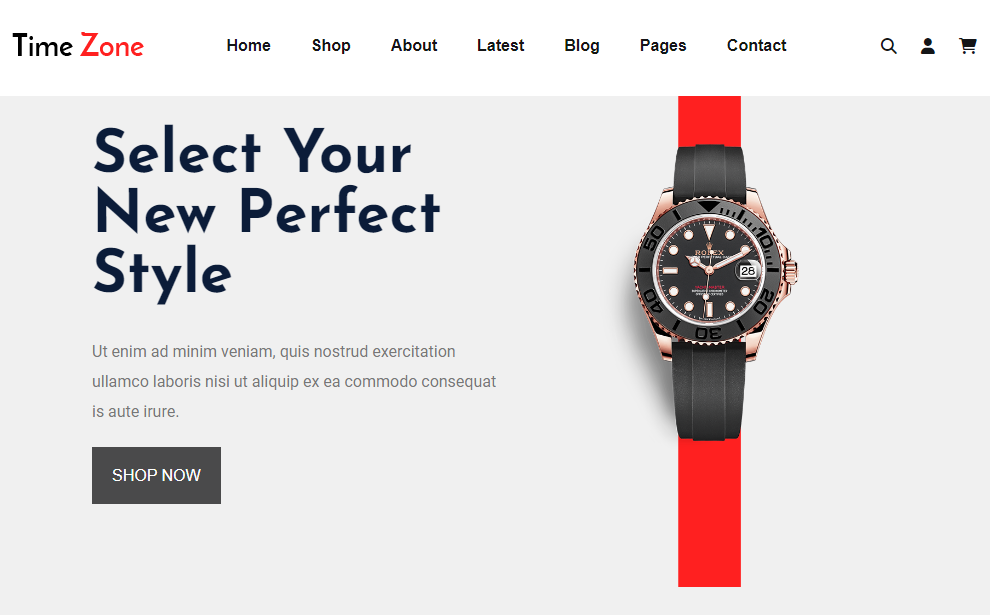 Time Zone
Home Shop About Latest Blog Pages Contact
Select Your
New Perfect
Style
Ut enim ad minim veniam, quis nostrud exercitation
ullamco laboris nisi ut aliquip ex ea commodo consequat
is aute irure.
SHOP NOW
ROLEX
28
10
20
30
40
50